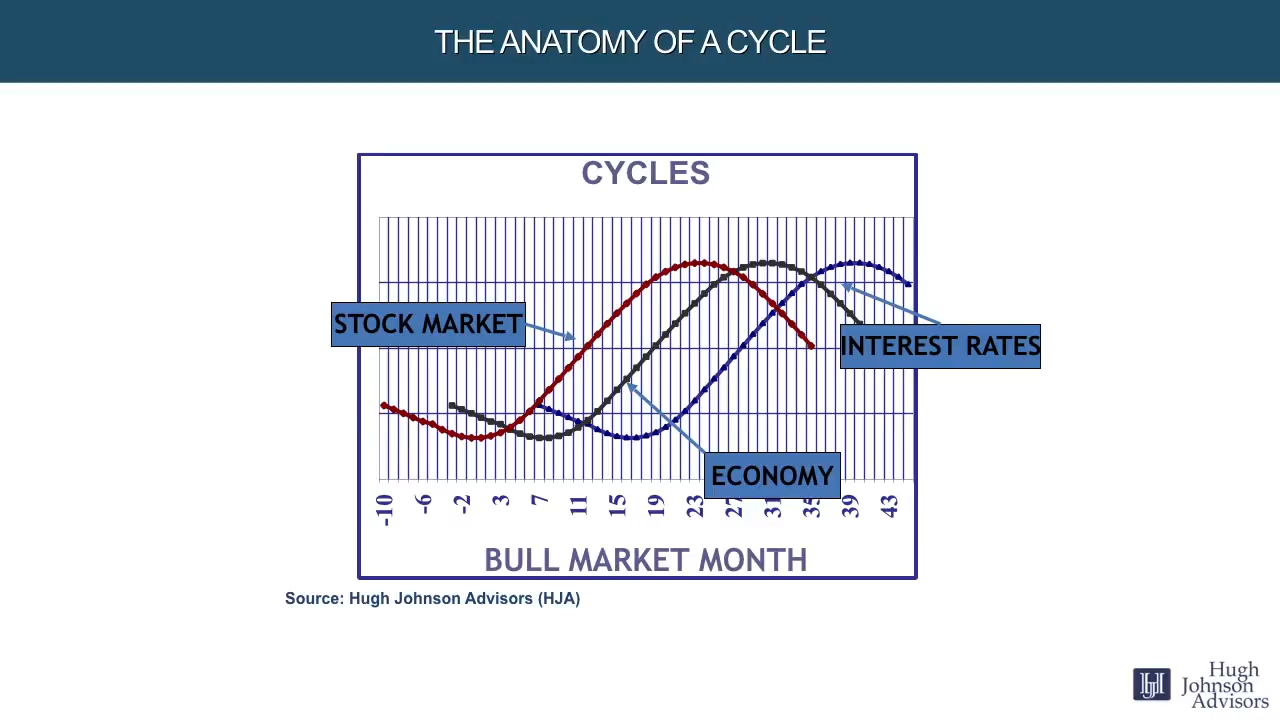 THE ANATOMY OF A CYCLE
CYCLES
STOCK MARKET
INTEREST RATES
ECONOMY
-10 -6 -2 3 7 11 15 19 23 27 31 35 39 43
BULL MARKET MONTH
Source: Hugh Johnson Advisors (HJA)
HJ
Hugh
Johnson
Advisors